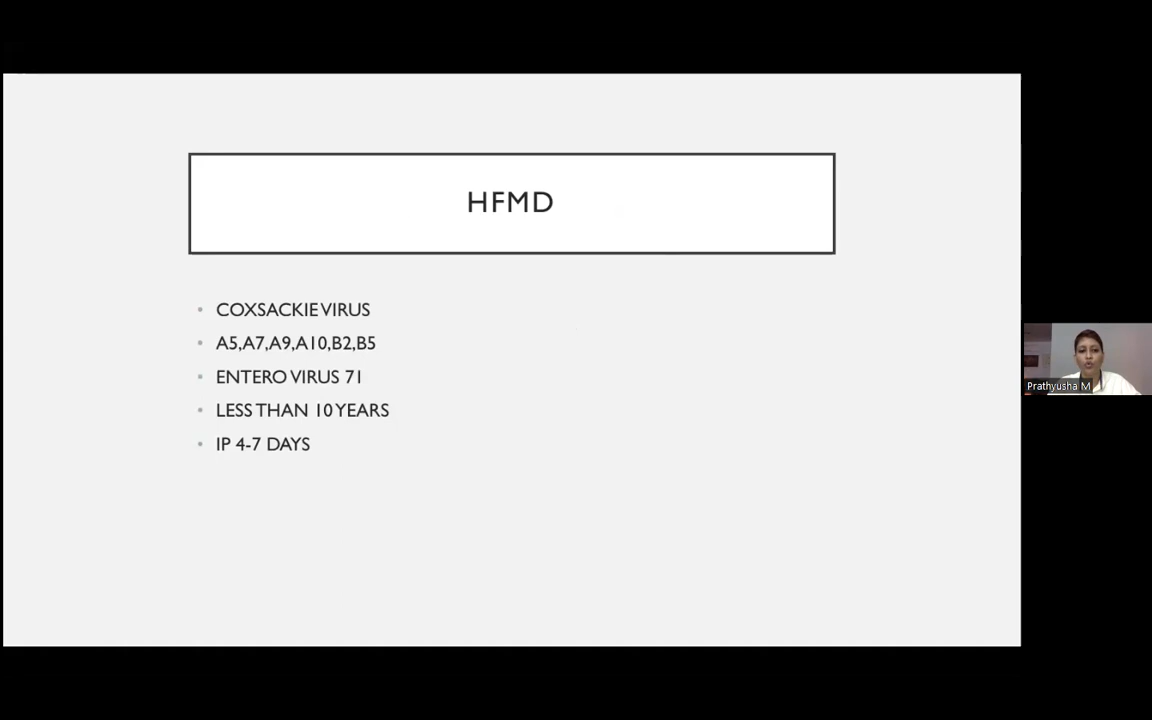 HFMD
• COXSACKIE VIRUS
• A5,A7,A9,A10,B2,B5
• ENTERO VIRUS 71
• LESS THAN 10 YEARS
• IP 4-7 DAYS
Prathyusha M